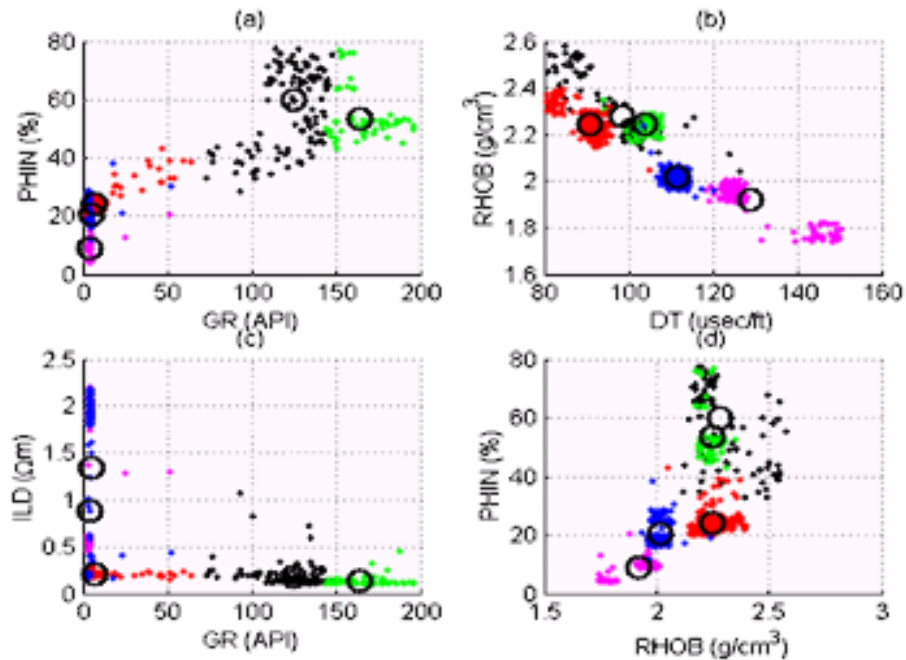 (a)
PHIN (%)
80
60
40
20
0
0 50 100 150 200
GR (API)
(b)
RHOB (g/cm³)
2.6
2.4
2.2
2
1.8
1.6
80 100 120 140 160
DT (usec/ft)
(c)
ILD (Ωm)
2.5
2
1.5
1
0.5
0
0 50 100 150 200
GR (API)
(d)
PHIN (%)
80
60
40
20
0
1.5 2 2.5 3
RHOB (g/cm³)